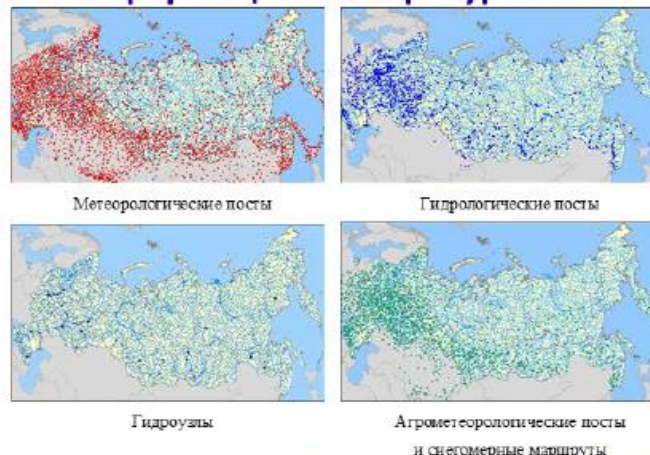 Метеорологические посты
Гидрологические посты
Гидроузлы
Агрометеорологические посты
и снегомерные маршруты